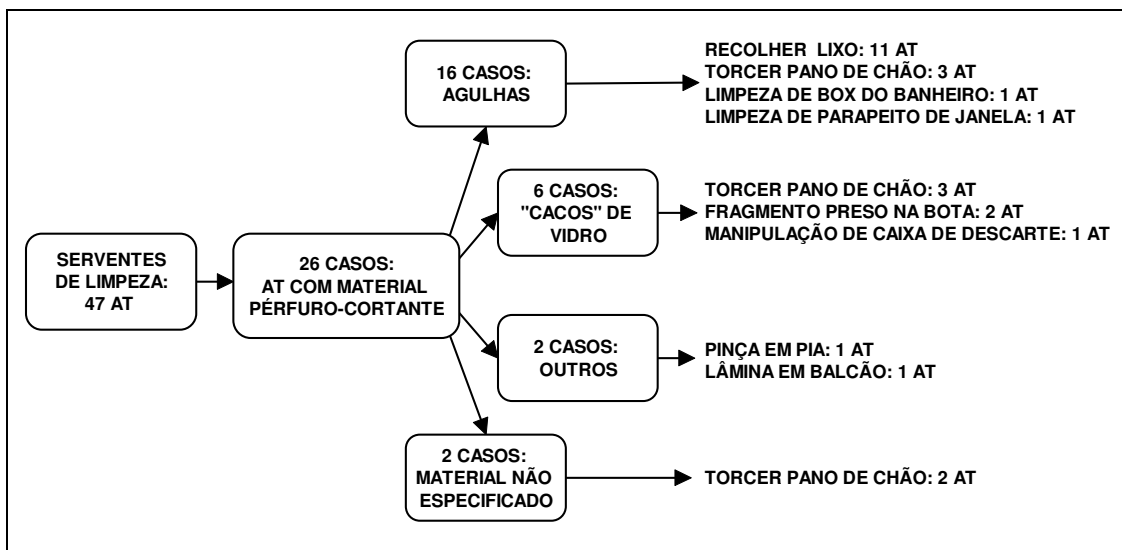 SERVENTES
DE LIMPEZA:
47 AT
26 CASOS:
AT COM MATERIAL
PÉRFURO-CORTANTE
16 CASOS:
AGULHAS
RECOLHER LIXO: 11 AT
TORCER PANO DE CHÃO: 3 AT
LIMPEZA DE BOX DO BANHEIRO: 1 AT
LIMPEZA DE PARAPEITO DE JANELA: 1 AT
6 CASOS:
"CACOS" DE
VIDRO
TORCER PANO DE CHÃO: 3 AT
FRAGMENTO PRESO NA BOTA: 2 AT
MANIPULAÇÃO DE CAIXA DE DESCARTE: 1 AT
2 CASOS:
OUTROS
PINÇA EM PIA: 1 AT
LÂMINA EM BALCÃO: 1 AT
2 CASOS:
MATERIAL NÃO
ESPECIFICADO
TORCER PANO DE CHÃO: 2 AT